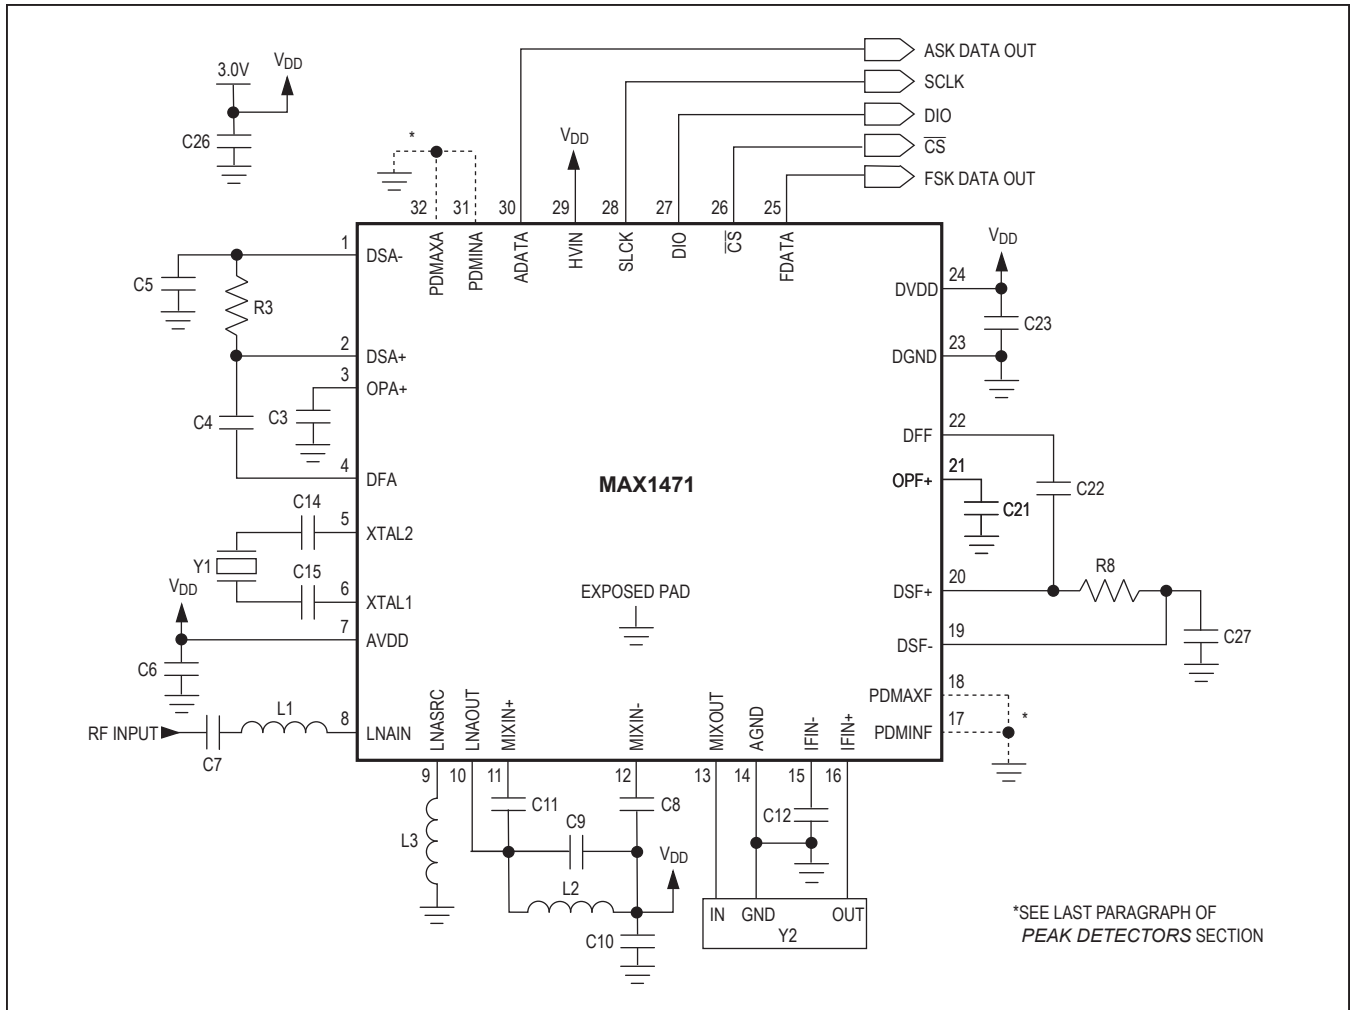 ASK DATA OUT
SCLK
DIO
CS
FSK DATA OUT
3.0V
VDD
C26
*
VDD
32
31
30
29
28
27
26
25
PDMAXA
PDMINA
ADATA
HVIN
SLCK
DIO
CS
FDATA
1
DSA-
C5
R3
2
DSA+
3
OPA+
C4
C3
4
DFA
C14
5
XTAL2
Y1
C15
6
XTAL1
VDD
7
AVDD
C6
L1
8
LNAIN
RF INPUT
C7
MAX1471
EXPOSED PAD
VDD
24
DVDD
C23
23
DGND
22
DFF
21
OPF+
C22
C21
R8
20
DSF+
19
DSF-
C27
18
PDMAXF
17
PDMINF
*
LNASRC
LNAOUT
MIXIN+
MIXIN-
MIXOUT
AGND
IFIN-
IFIN+
9
10
11
12
13
14
15
16
C11
C8
C12
C9
L3
VDD
L2
C10
IN
GND
OUT
Y2
*SEE LAST PARAGRAPH OF
PEAK DETECTORS SECTION